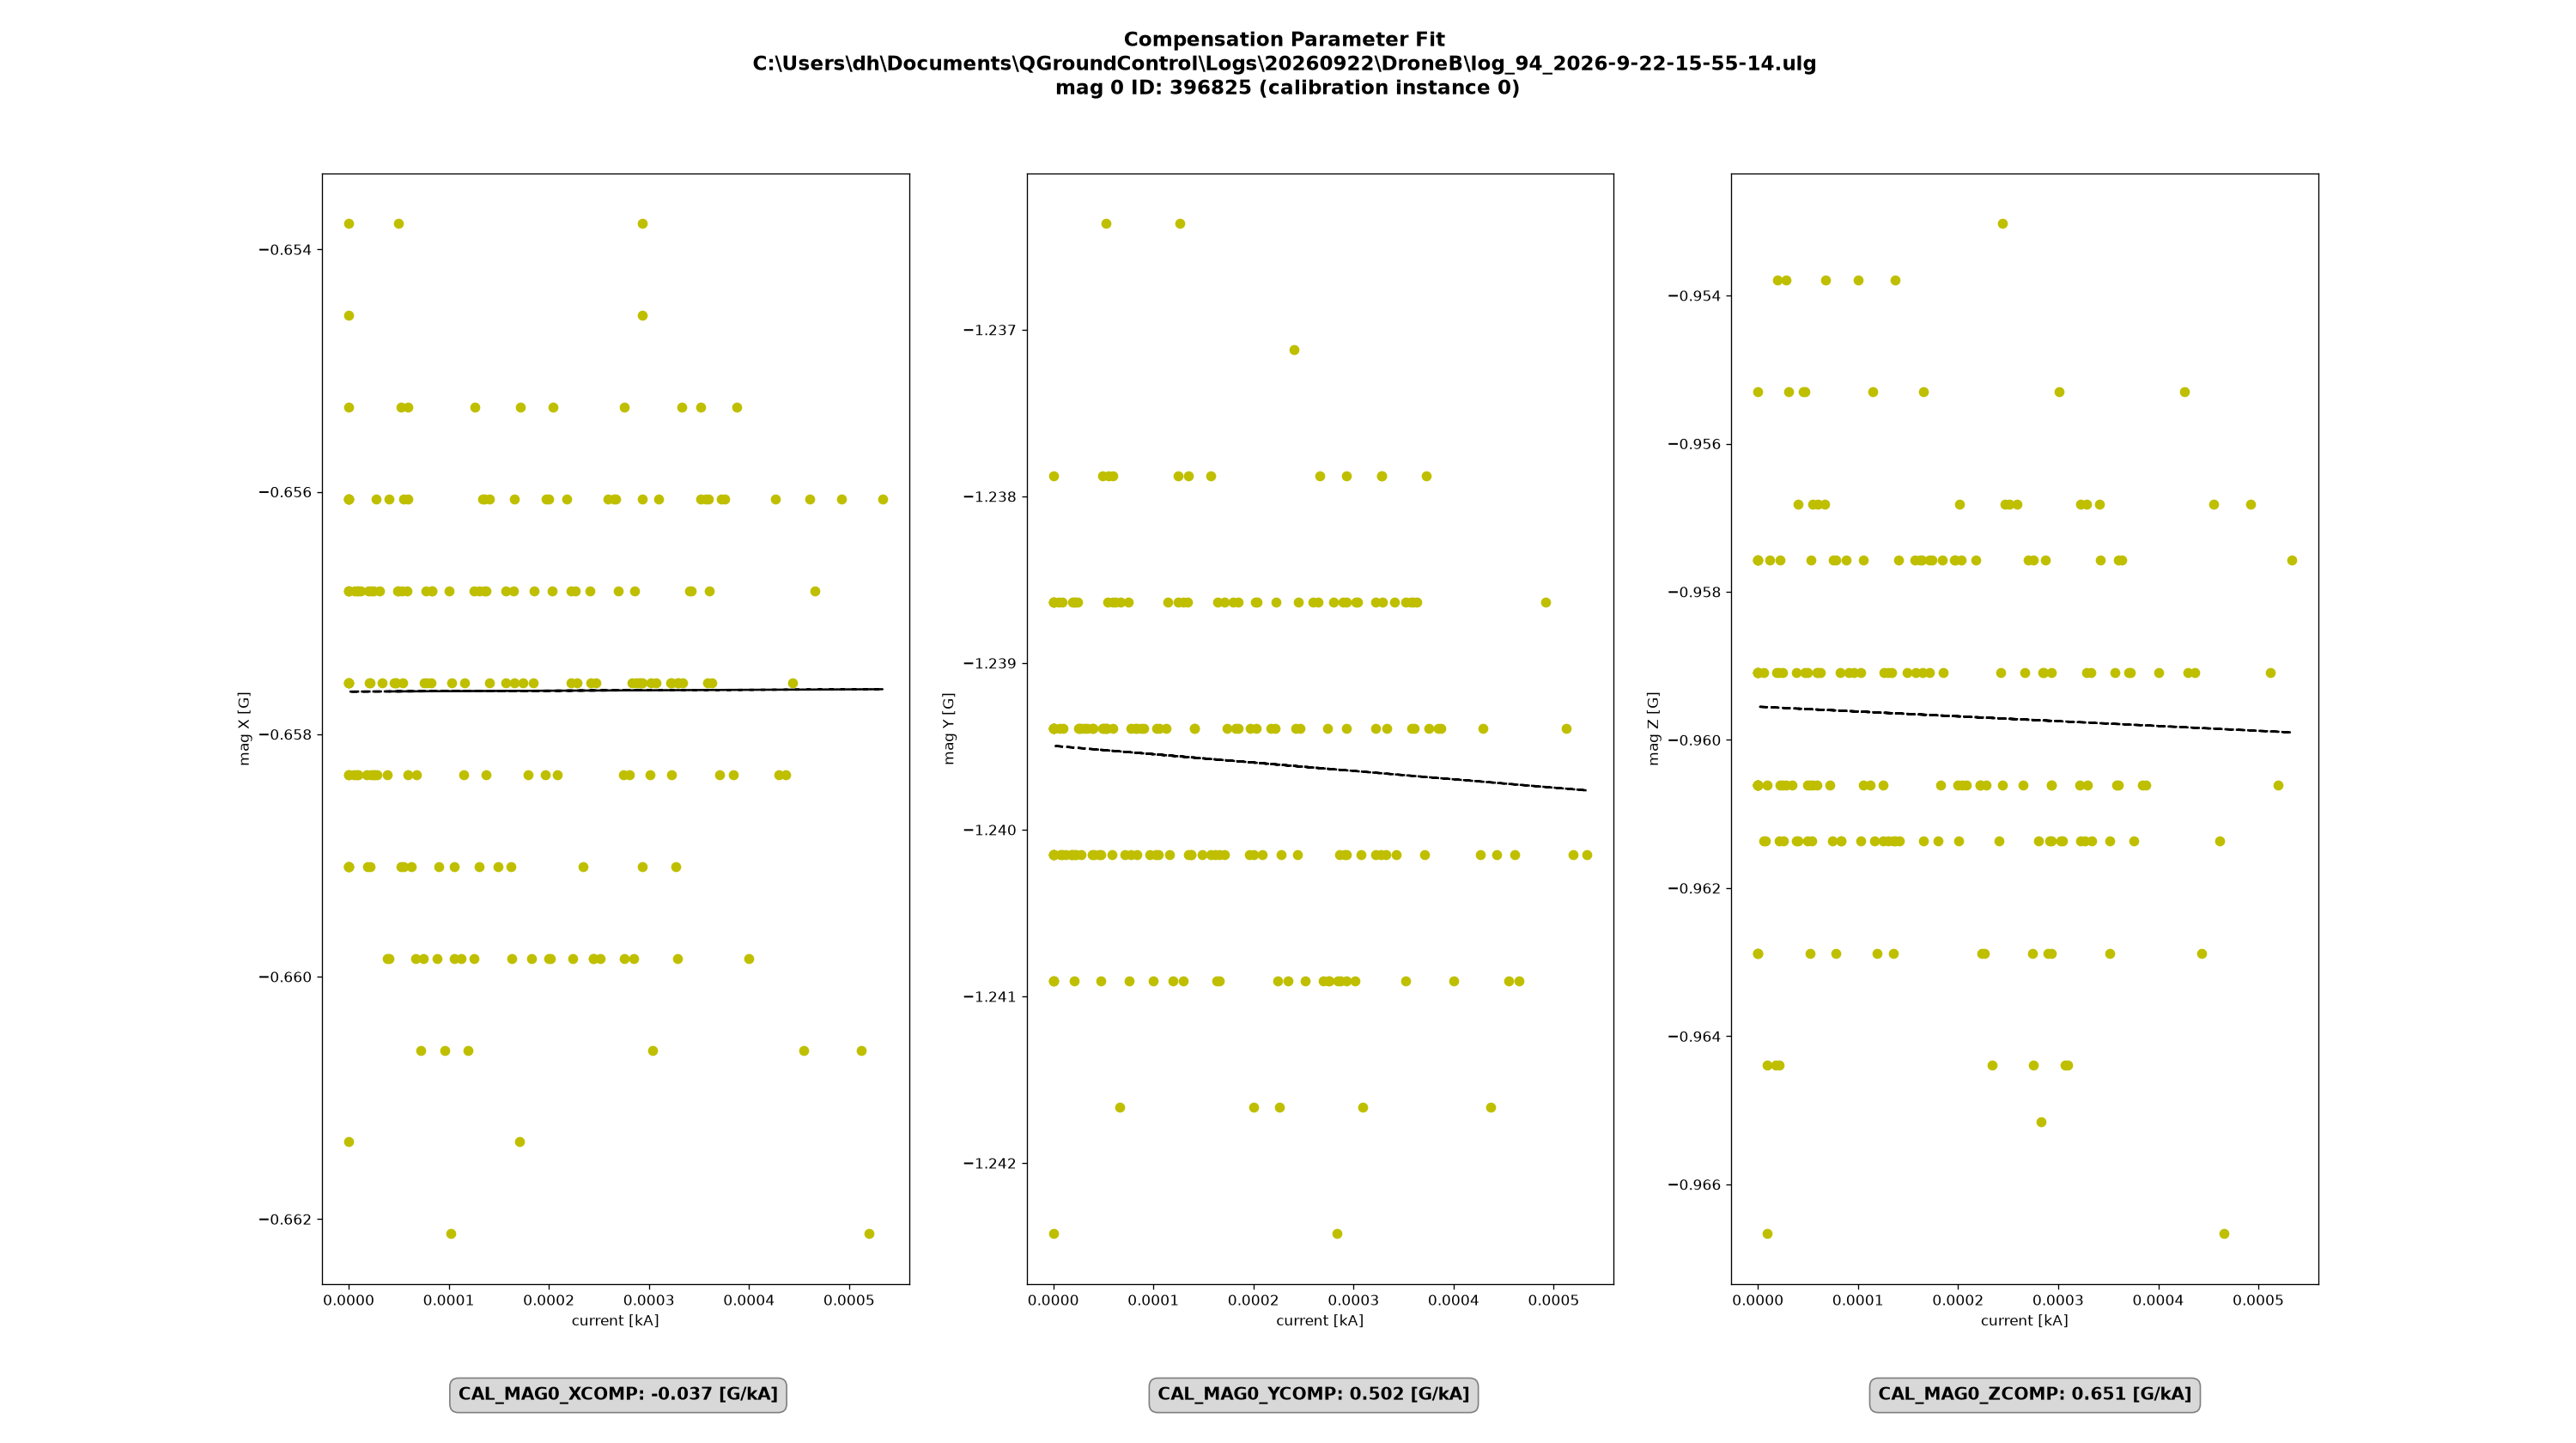 Compensation Parameter Fit
C:\Users\dh\Documents\QGroundControl\Logs\20260922\DroneB\log_94_2026-9-22-15-55-14.ulg
mag 0 ID: 396825 (calibration instance 0)
mag X [G]
−0.654
−0.656
−0.658
−0.660
−0.662
0.0000 0.0001 0.0002 0.0003 0.0004 0.0005
current [kA]
CAL_MAG0_XCOMP: -0.037 [G/kA]
mag Y [G]
−1.237
−1.238
−1.239
−1.240
−1.241
−1.242
0.0000 0.0001 0.0002 0.0003 0.0004 0.0005
current [kA]
CAL_MAG0_YCOMP: 0.502 [G/kA]
mag Z [G]
−0.954
−0.956
−0.958
−0.960
−0.962
−0.964
−0.966
0.0000 0.0001 0.0002 0.0003 0.0004 0.0005
current [kA]
CAL_MAG0_ZCOMP: 0.651 [G/kA]